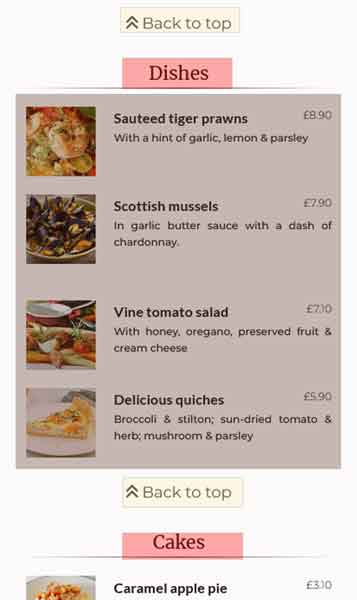 Back to top
Dishes
Sauteed tiger prawns £8.90
With a hint of garlic, lemon & parsley
Scottish mussels £7.90
In garlic butter sauce with a dash of
chardonnay.
Vine tomato salad £7.10
With honey, oregano, preserved fruit &
cream cheese
Delicious quiches £5.90
Broccoli & stilton; sun-dried tomato &
herb; mushroom & parsley
Back to top
Cakes
Caramel apple pie £3.10